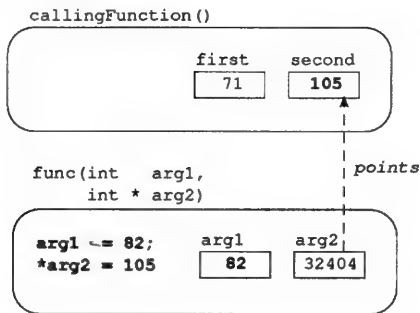 callingFunction()
first second
71 105
points
func(int arg1,
int * arg2)
arg1 = 82; arg1 arg2
*arg2 = 105 82 32404